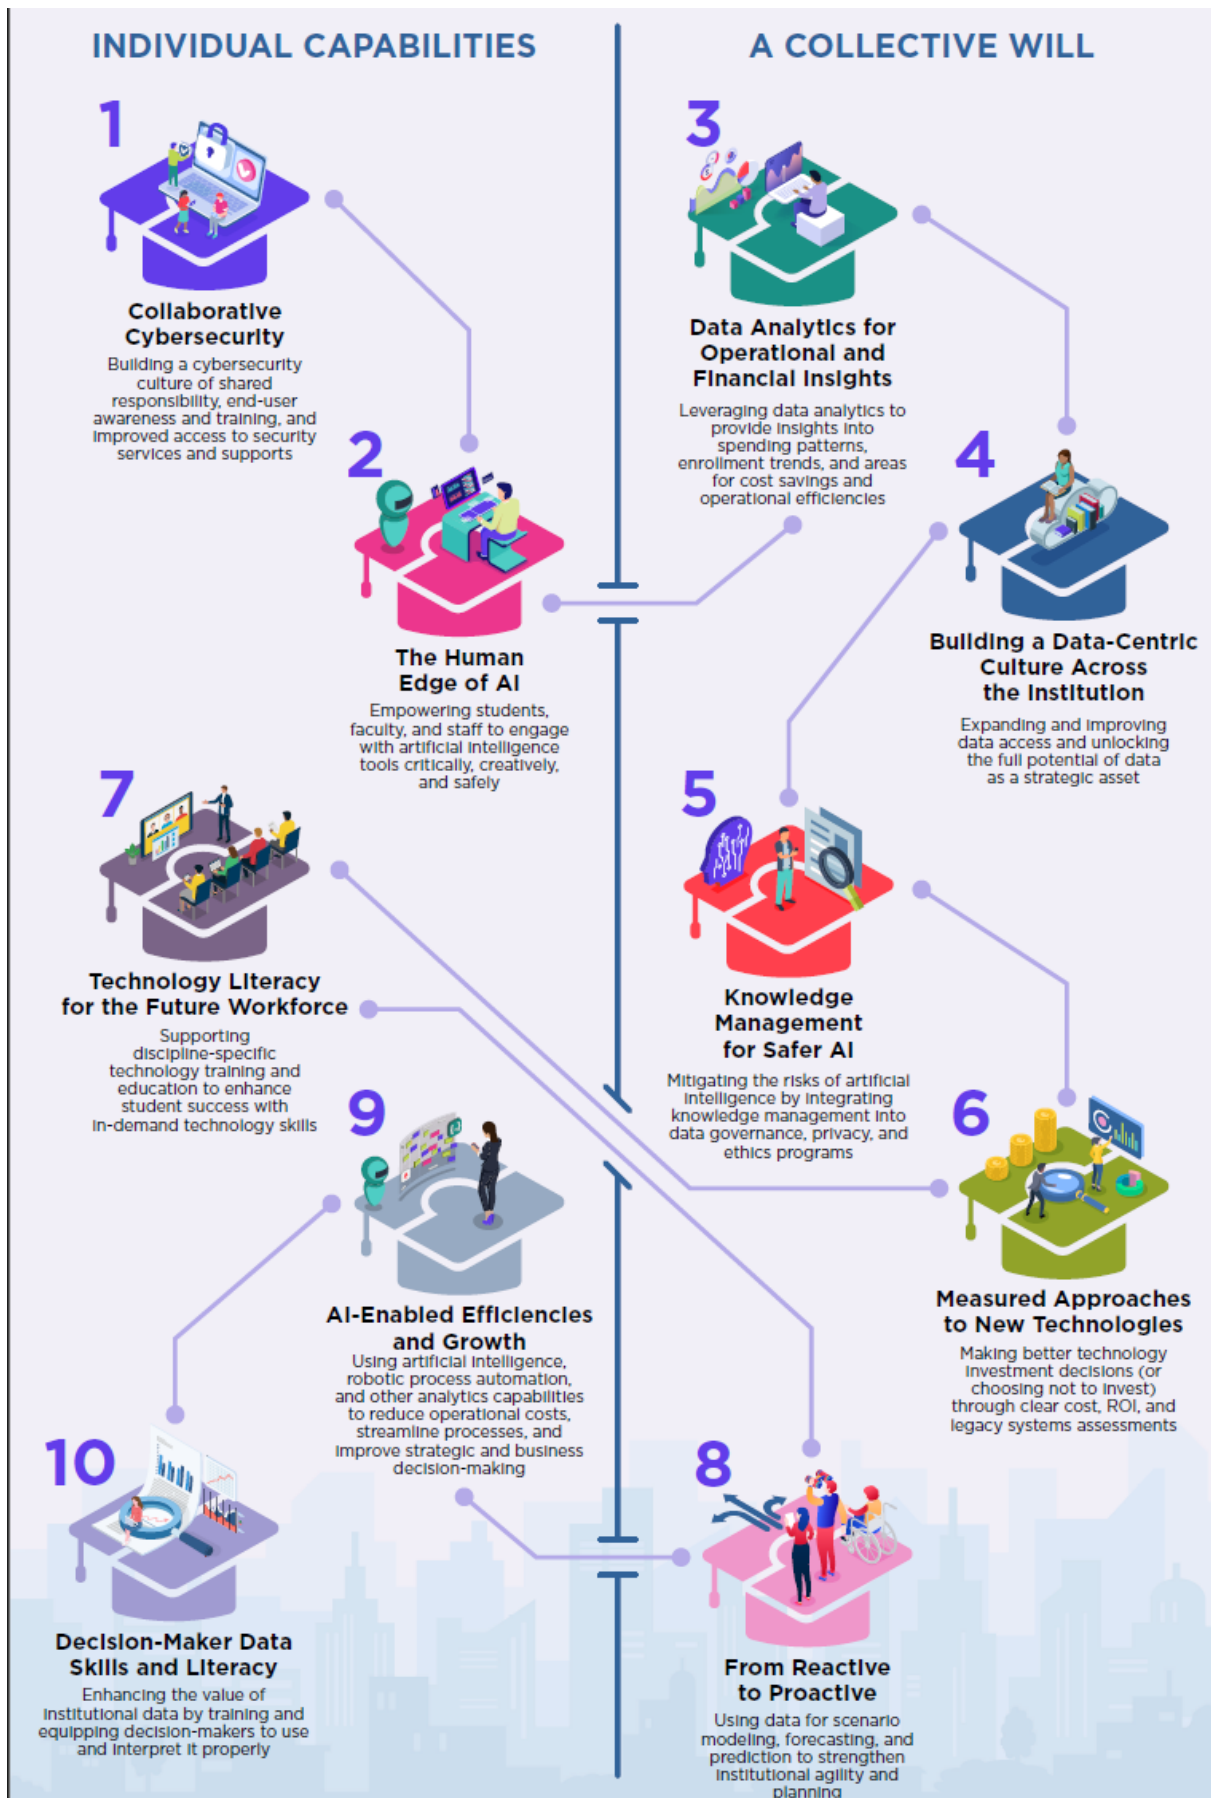 INDIVIDUAL CAPABILITIES
A COLLECTIVE WILL
1
Collaborative
Cybersecurity
Building a cybersecurity
culture of shared
responsibility, end-user
awareness and training, and
improved access to security
services and supports
2
The Human
Edge of AI
Empowering students,
faculty, and staff to engage
with artificial intelligence
tools critically, creatively,
and safely
3
Data Analytics for
Operational and
Financial Insights
Leveraging data analytics to
provide insights into
spending patterns,
enrollment trends, and areas
for cost savings and
operational efficiencies
4
Building a Data-Centric
Culture Across
the Institution
Expanding and improving
data access and unlocking
the full potential of data
as a strategic asset
5
Knowledge
Management
for Safer AI
Mitigating the risks of artificial
intelligence by integrating
knowledge management into
data governance, privacy, and
ethics programs
6
Measured Approaches
to New Technologies
Making better technology
investment decisions (or
choosing not to invest)
through clear cost, ROI, and
legacy systems assessments
7
Technology Literacy
for the Future Workforce
Supporting
discipline-specific
technology training and
education to enhance
student success with
in-demand technology skills
8
From Reactive
to Proactive
Using data for scenario
modeling, forecasting, and
prediction to strengthen
institutional agility and
planning
9
AI-Enabled Efficiencies
and Growth
Using artificial intelligence,
robotic process automation,
and other analytics capabilities
to reduce operational costs,
streamline processes, and
improve strategic and business
decision-making
10
Decision-Maker Data
Skills and Literacy
Enhancing the value of
institutional data by training and
equipping decision-makers to use
and interpret it properly